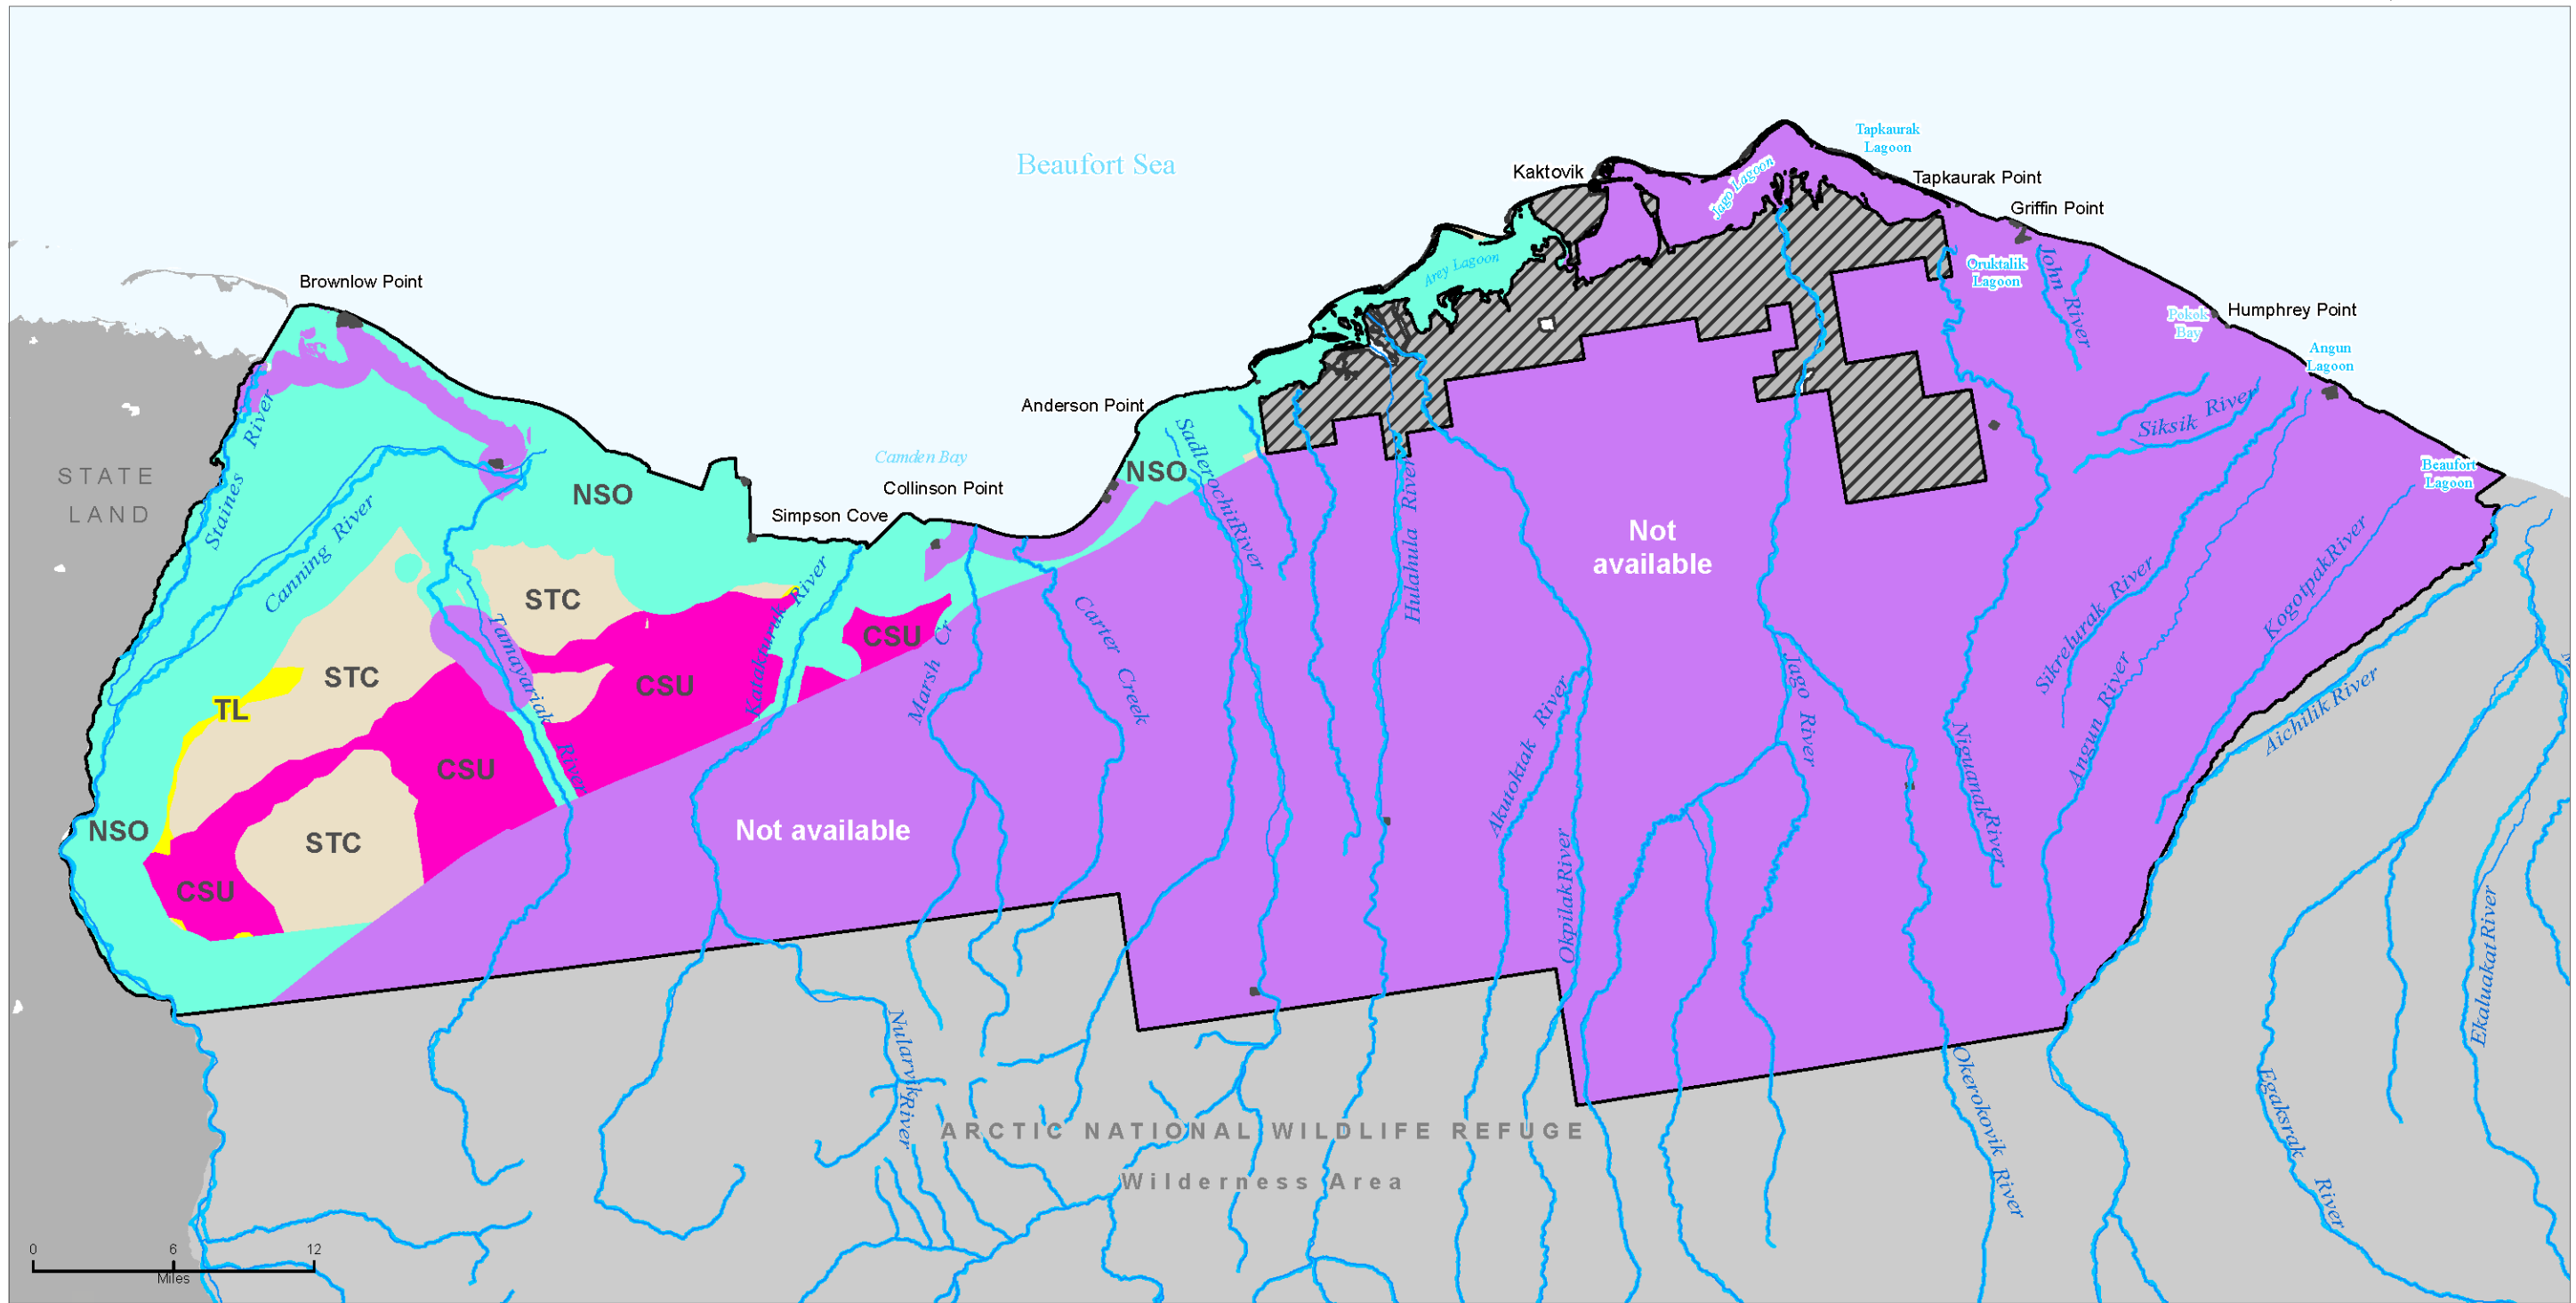 Beaufort Sea
Tapkaurak
Lagoon
Kaktovik
Jago Lagoon
Tapkaurak Point
Griffin Point
Arey Lagoon
Oruktalik
Lagoon
John River
Brownlow Point
Humphrey Point
Pokok
Bay
Angun
Lagoon
Anderson Point
Siksik River
Staines River
Camden Bay
NSO
Sadlerochit River
Beaufort
Lagoon
STATE
LAND
Collinson Point
NSO
Simpson Cove
Hulahula River
Not
available
Canning River
STC
Katakturuk River
CSU
Marsh Cr
Carter Creek
Kogotpak River
Sikrelurak River
STC
Tamayariak River
CSU
TL
Akutoktak River
Jago River
Niguanak River
Angun River
Aichilik River
CSU
NSO
STC
Not available
Okpilak River
CSU
Ekaluakat River
Nularvik River
Okerokovik River
Egaksrak River
ARCTIC NATIONAL WILDLIFE REFUGE
Wilderness Area
0 6 12
Miles